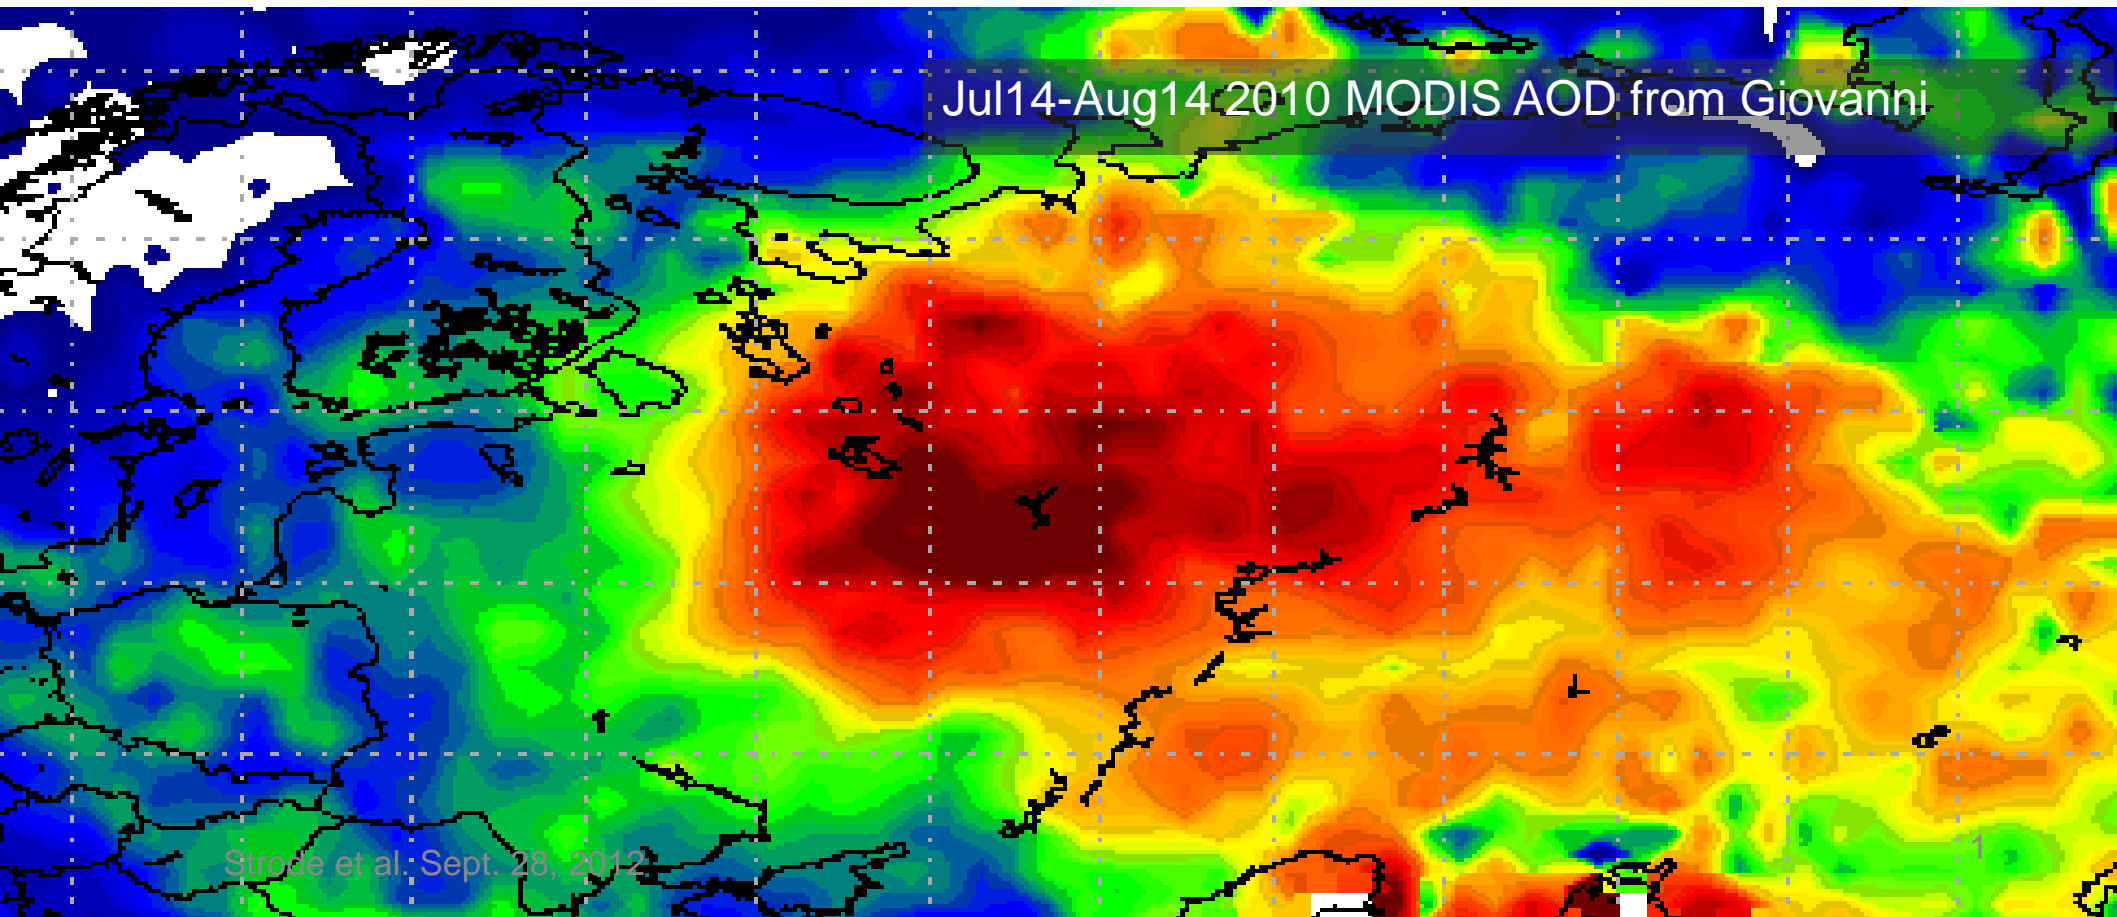 Jul14-Aug14 2010 MODIS AOD from Giovanni
Strode et al. Sept. 28, 2012
1